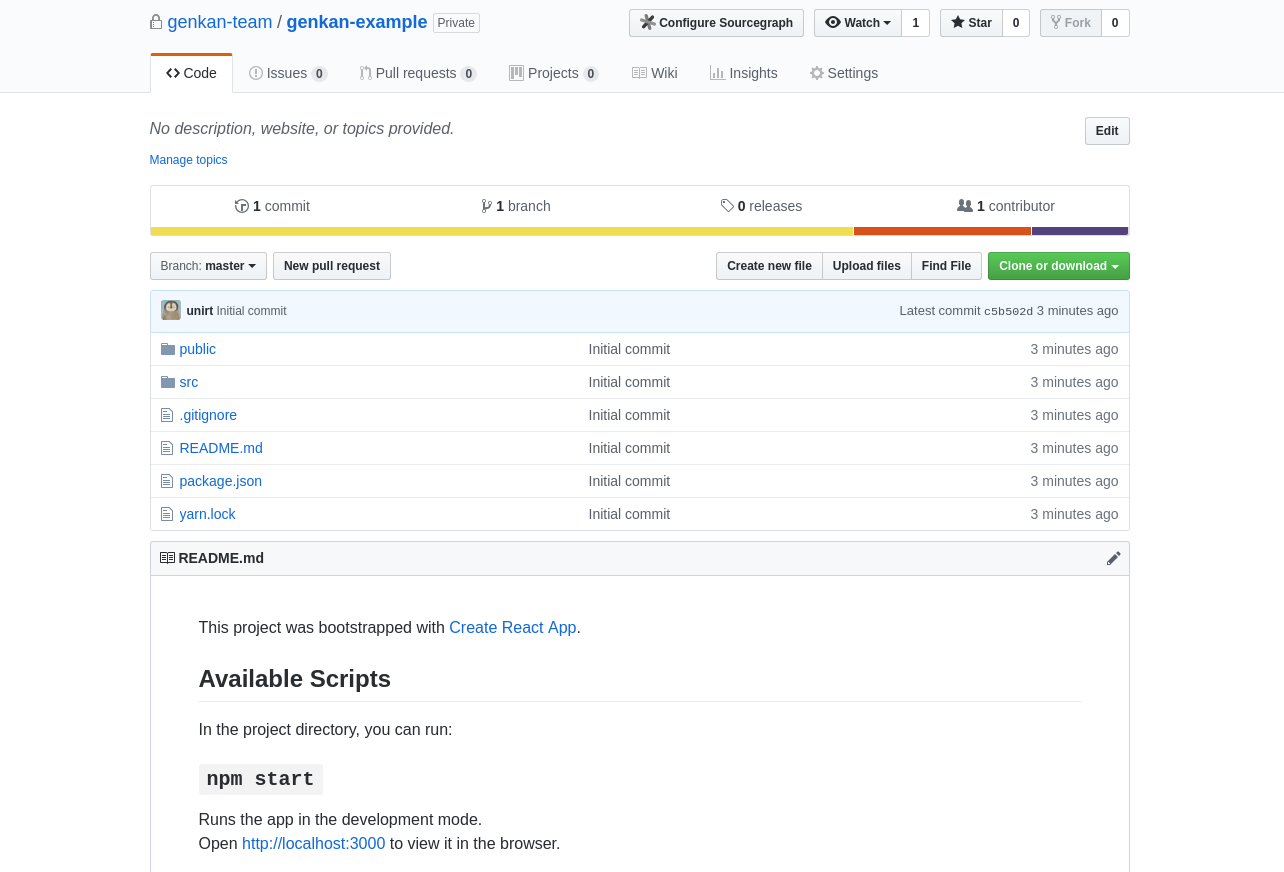 genkan-team / genkan-example Private Configure Sourcegraph Watch 1 Star 0 Fork 0
Code Issues 0 Pull requests 0 Projects 0 Wiki Insights Settings
No description, website, or topics provided. Edit
Manage topics
1 commit 1 branch 0 releases 1 contributor
Branch: master New pull request Create new file Upload files Find File Clone or download
unirt Initial commit Latest commit c5b502d 3 minutes ago
public Initial commit 3 minutes ago
src Initial commit 3 minutes ago
.gitignore Initial commit 3 minutes ago
README.md Initial commit 3 minutes ago
package.json Initial commit 3 minutes ago
yarn.lock Initial commit 3 minutes ago
README.md
This project was bootstrapped with Create React App.
Available Scripts
In the project directory, you can run:
npm start
Runs the app in the development mode.
Open http://localhost:3000 to view it in the browser.